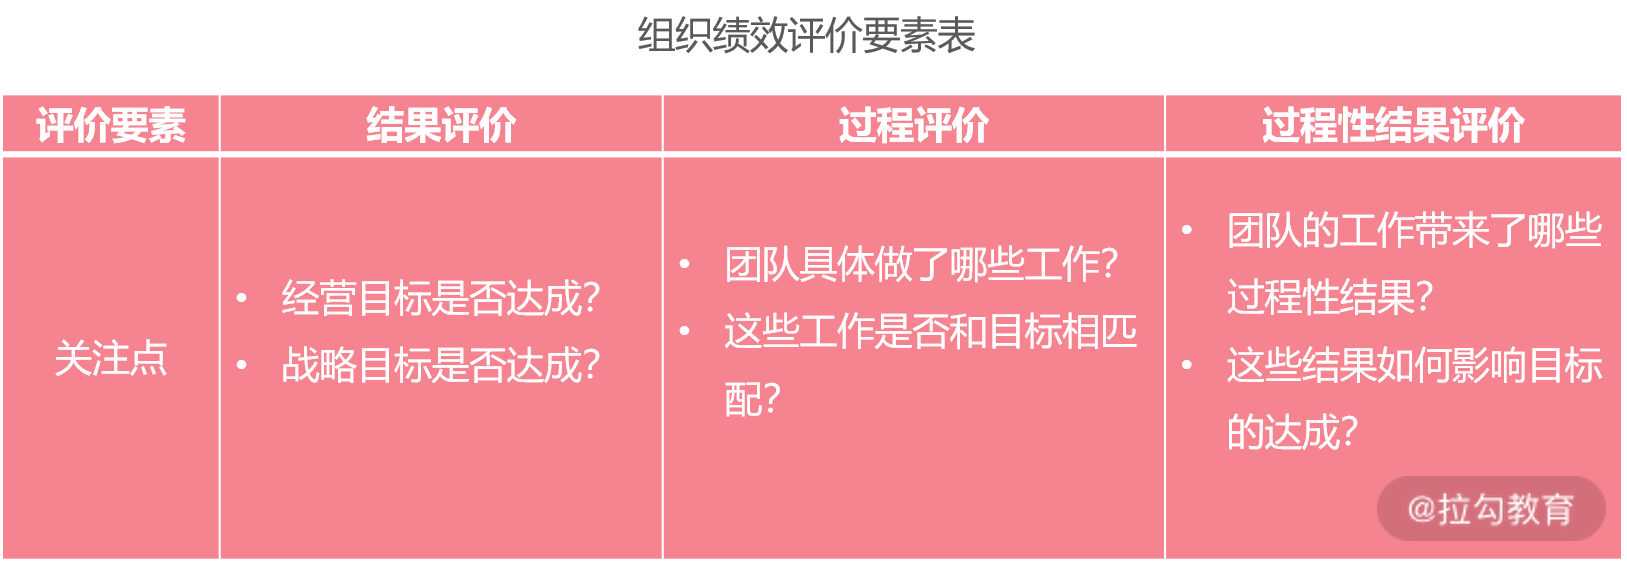 组织绩效评价要素表
评价要素
结果评价
过程评价
过程性结果评价
关注点
• 经营目标是否达成？
• 战略目标是否达成？
• 团队具体做了哪些工作？
• 这些工作是否和目标相匹
配？
• 团队的工作带来了哪些
过程性结果？
• 这些结果如何影响目标
的达成？
@拉勾教育